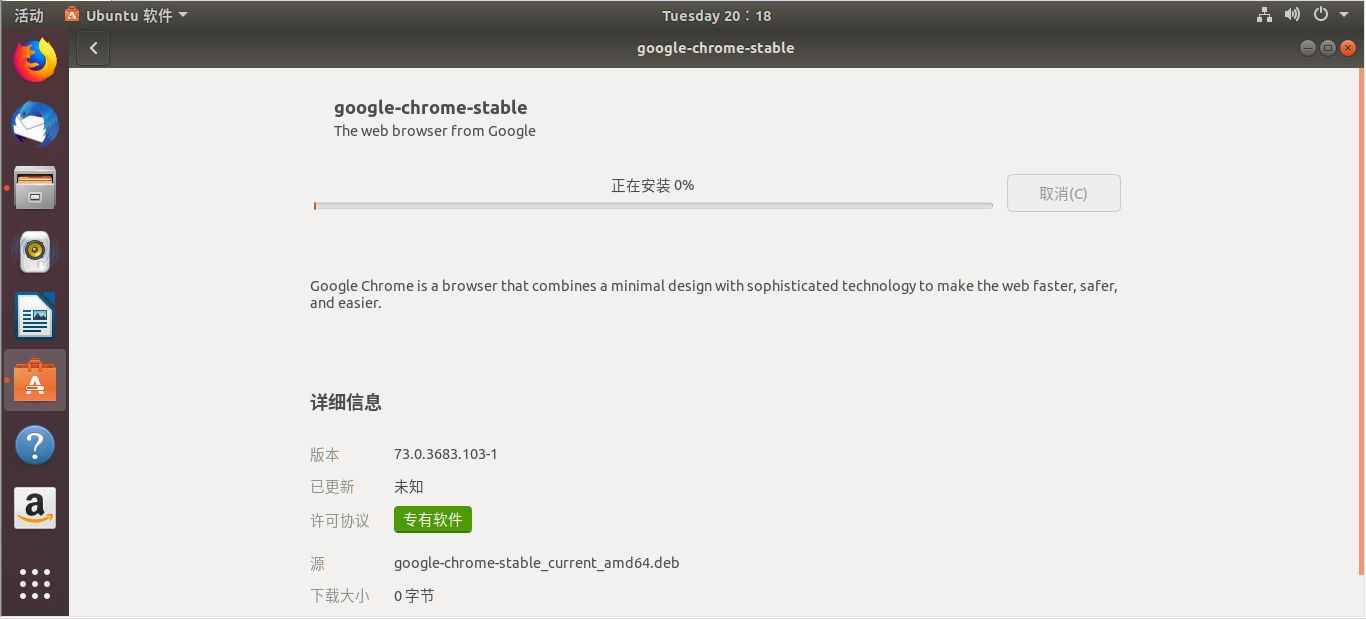 活动 Ubuntu 软件 Tuesday 20∶18
google-chrome-stable
google-chrome-stable
The web browser from Google
正在安装 0%
取消(C)
Google Chrome is a browser that combines a minimal design with sophisticated technology to make the web faster, safer,
and easier.
详细信息
版本 73.0.3683.103-1
已更新 未知
许可协议 专有软件
源 google-chrome-stable_current_amd64.deb
下载大小 0 字节